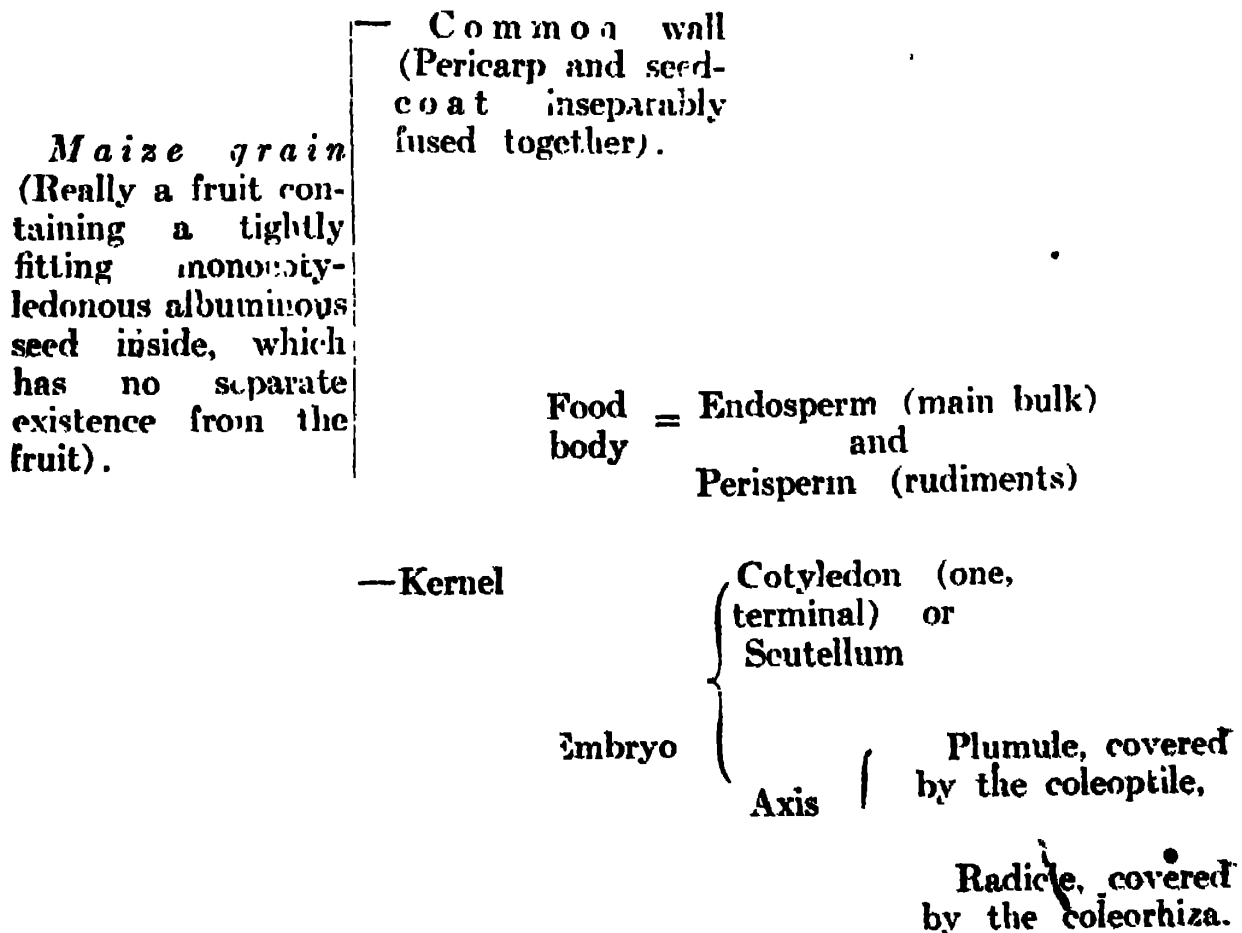 Maize grain
(Really a fruit con-
taining a tightly
fitting monocoty-
ledonous albuminous
seed inside, which
has no separate
existence from the
fruit).
— Common wall
(Pericarp and seed-
coat inseparably
fused together).
—Kernel
Food
body
=
Endosperm (main bulk)
and
Perisperm (rudiments)
Embryo
Cotyledon (one,
terminal) or
Scutellum
Axis
Plumule, covered
by the coleoptile,
Radicle, covered
by the coleorhiza.